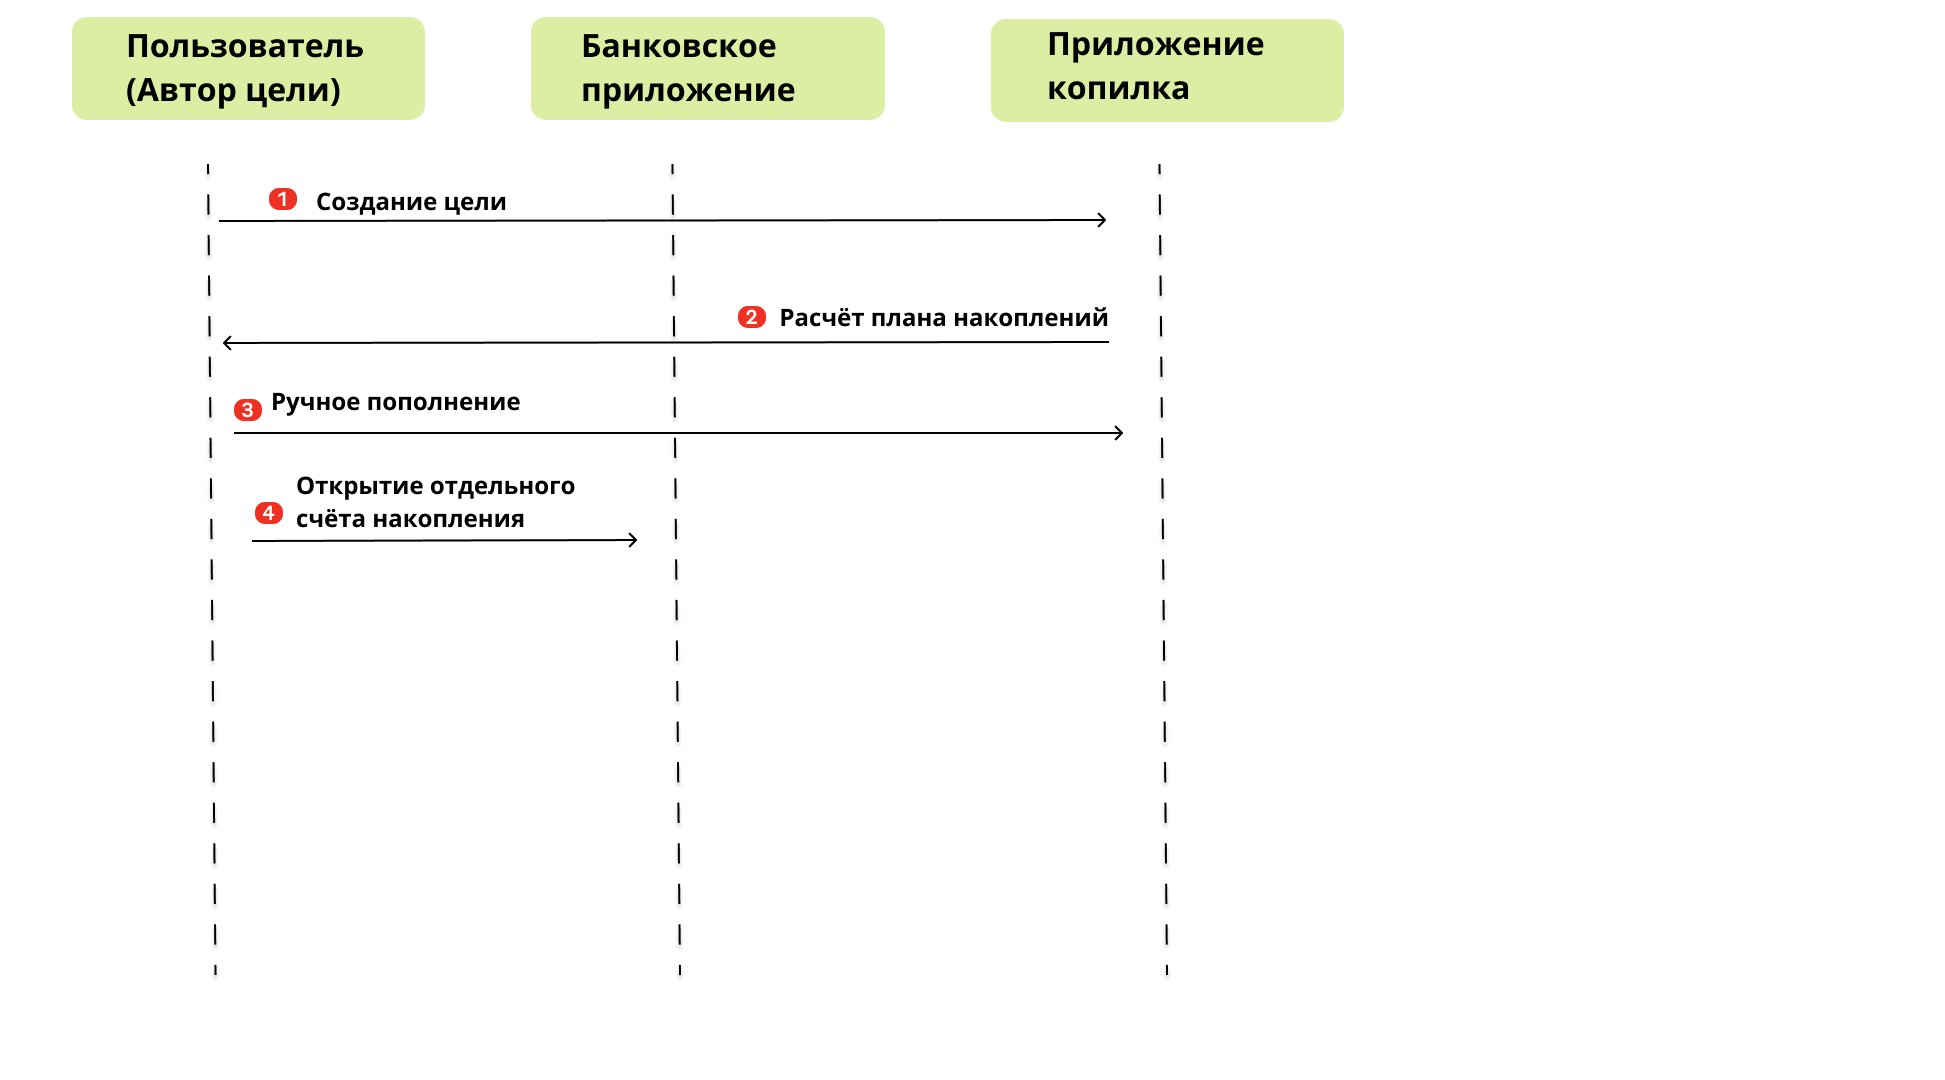 Пользователь
(Автор цели)
Банковское
приложение
Приложение
копилка
1 Создание цели
2 Расчёт плана накоплений
3 Ручное пополнение
4 Открытие отдельного
счёта накопления